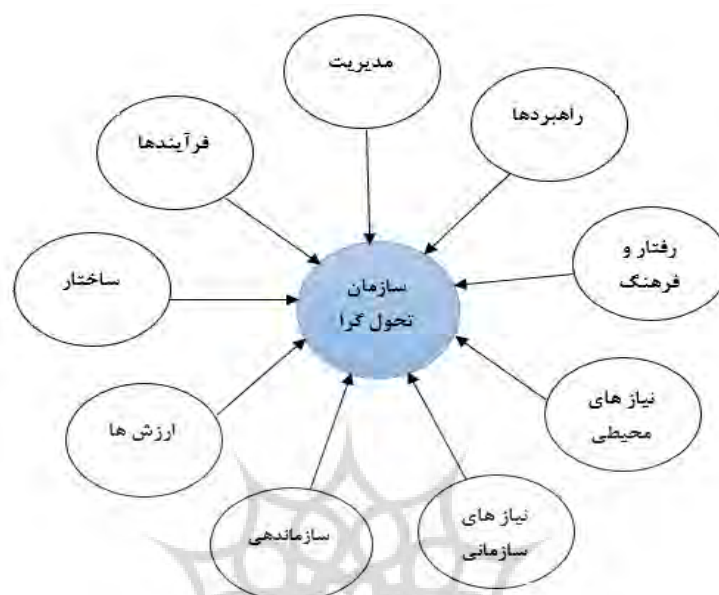 مدیریت
راهبردها
فرآیندها
رفتار و
فرهنگ
ساختار
سازمان
تحول گرا
نیاز های
محیطی
ارزش ها
نیاز های
سازمانی
سازماندهی